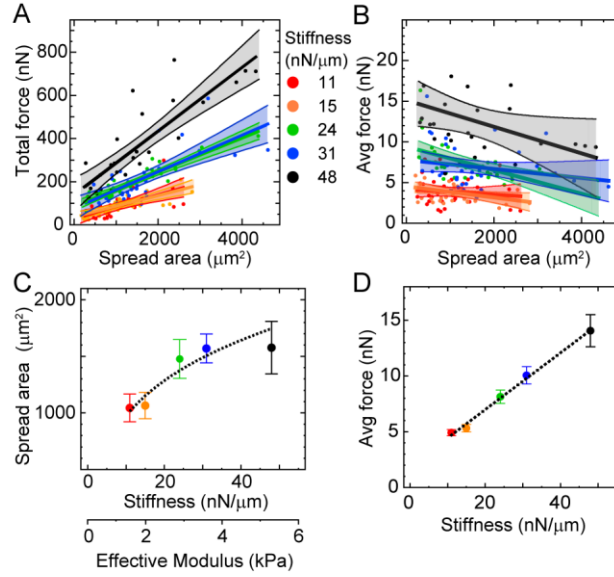 A
B
Total force (nN)
800
600
400
200
0
0
2000
4000
Spread area (μm²)
Stiffness
(nN/μm)
11
15
24
31
48
Avg force (nN)
20
15
10
5
0
0
1000
2000
3000
4000
Spread area (μm²)
C
D
Spread area (μm²)
2000
1000
0
20
40
Stiffness (nN/μm)
0
2
4
6
Effective Modulus (kPa)
Avg force (nN)
15
10
5
0
0
20
40
Stiffness (nN/μm)